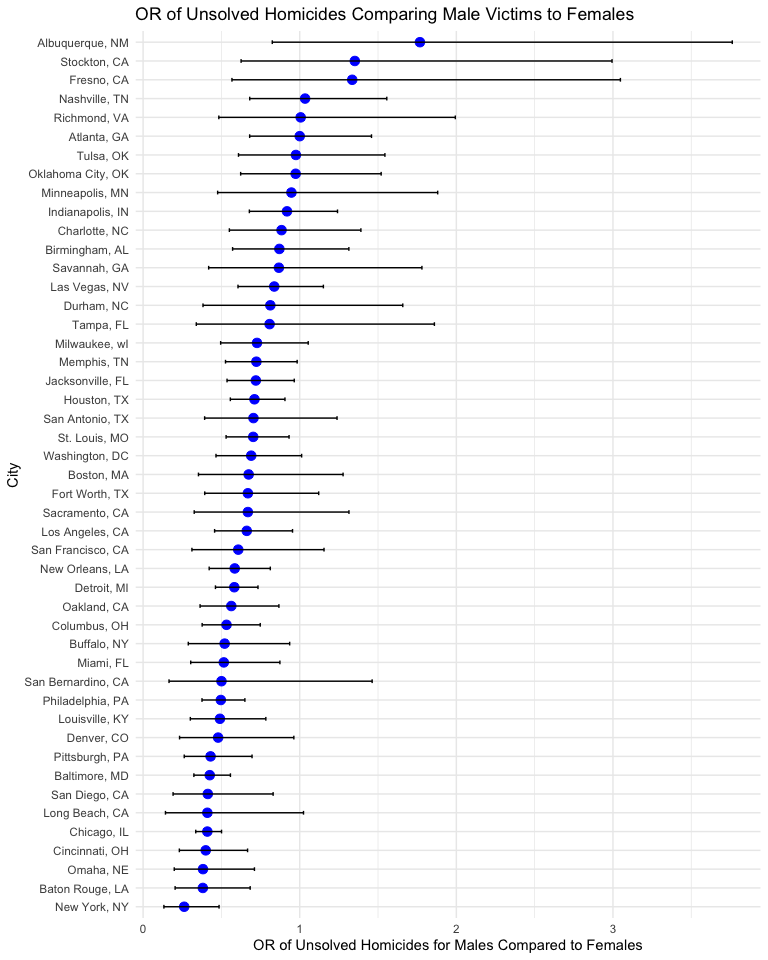 OR of Unsolved Homicides Comparing Male Victims to Females
Albuquerque, NM
Stockton, CA
Fresno, CA
Nashville, TN
Richmond, VA
Atlanta, GA
Tulsa, OK
Oklahoma City, OK
Minneapolis, MN
Indianapolis, IN
Charlotte, NC
Birmingham, AL
Savannah, GA
Las Vegas, NV
Durham, NC
Tampa, FL
Milwaukee, wI
Memphis, TN
Jacksonville, FL
Houston, TX
San Antonio, TX
St. Louis, MO
Washington, DC
Boston, MA
Fort Worth, TX
Sacramento, CA
Los Angeles, CA
San Francisco, CA
New Orleans, LA
Detroit, MI
Oakland, CA
Columbus, OH
Buffalo, NY
Miami, FL
San Bernardino, CA
Philadelphia, PA
Louisville, KY
Denver, CO
Pittsburgh, PA
Baltimore, MD
San Diego, CA
Long Beach, CA
Chicago, IL
Cincinnati, OH
Omaha, NE
Baton Rouge, LA
New York, NY
City
0 1 2 3
OR of Unsolved Homicides for Males Compared to Females